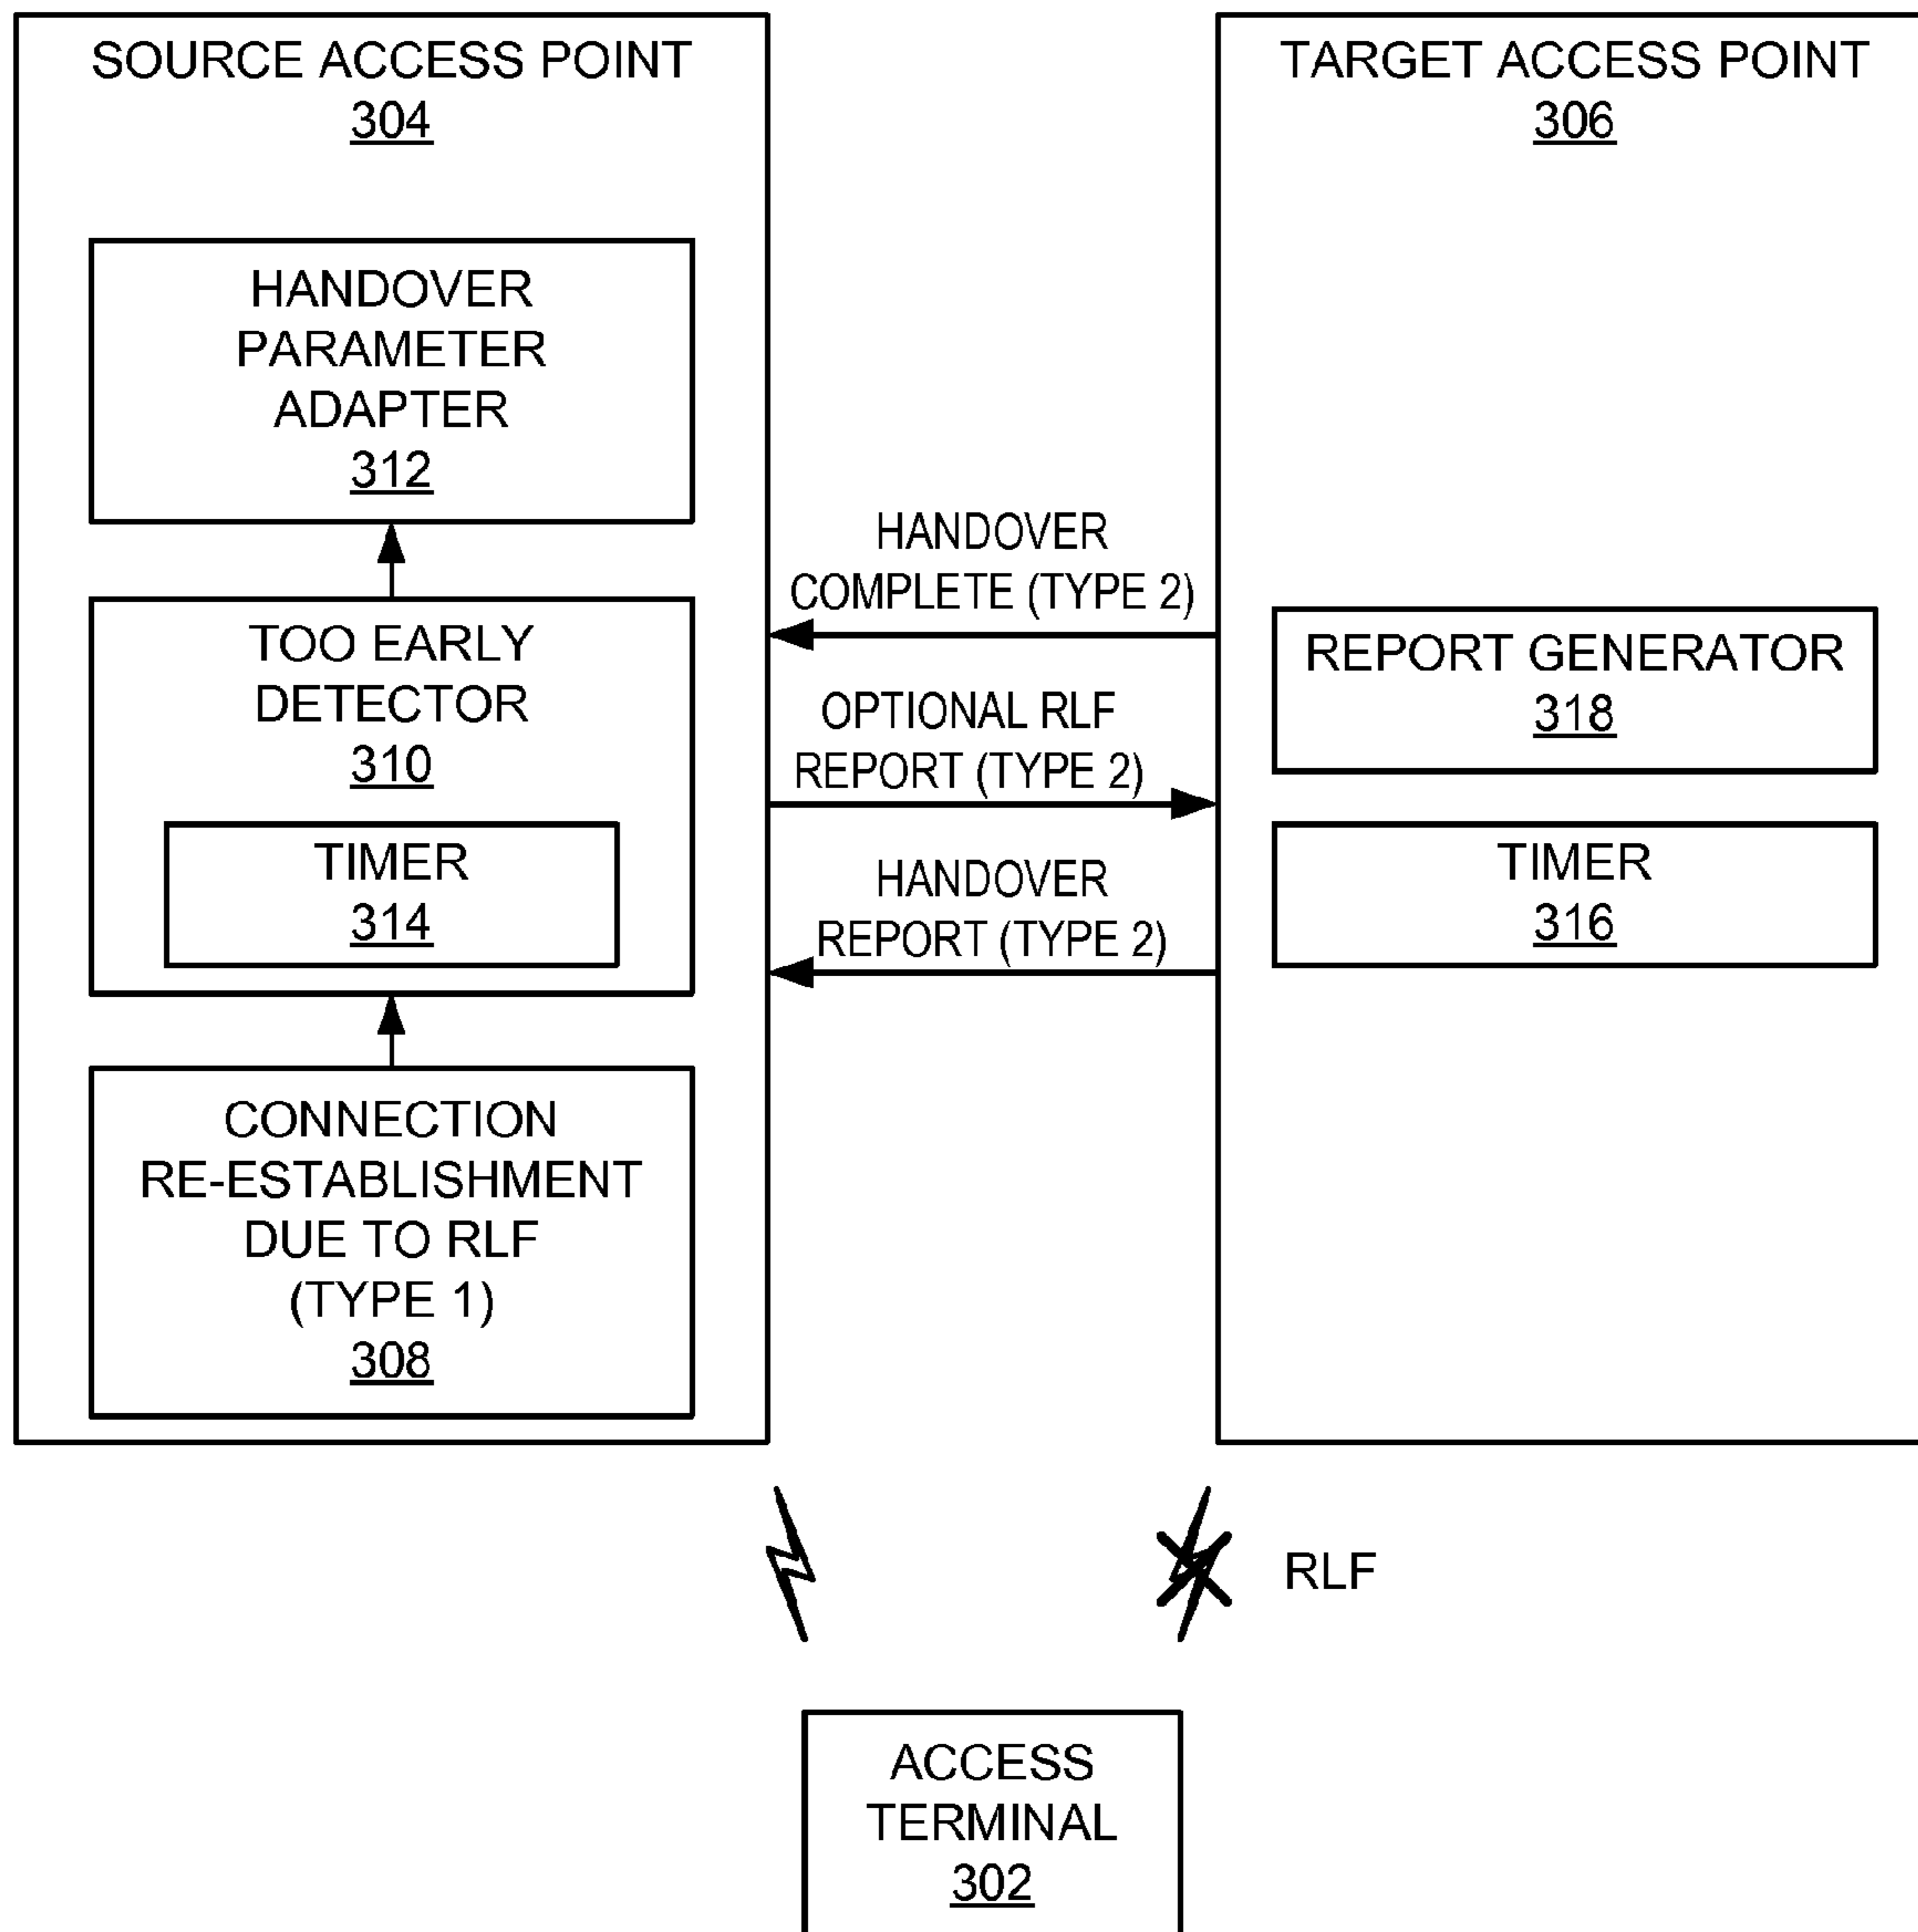 SOURCE ACCESS POINT
304
HANDOVER
PARAMETER
ADAPTER
312
TOO EARLY
DETECTOR
310
TIMER
314
CONNECTION
RE-ESTABLISHMENT
DUE TO RLF
(TYPE 1)
308
HANDOVER
COMPLETE (TYPE 2)
OPTIONAL RLF
REPORT (TYPE 2)
HANDOVER
REPORT (TYPE 2)
TARGET ACCESS POINT
306
REPORT GENERATOR
318
TIMER
316
RLF
ACCESS
TERMINAL
302